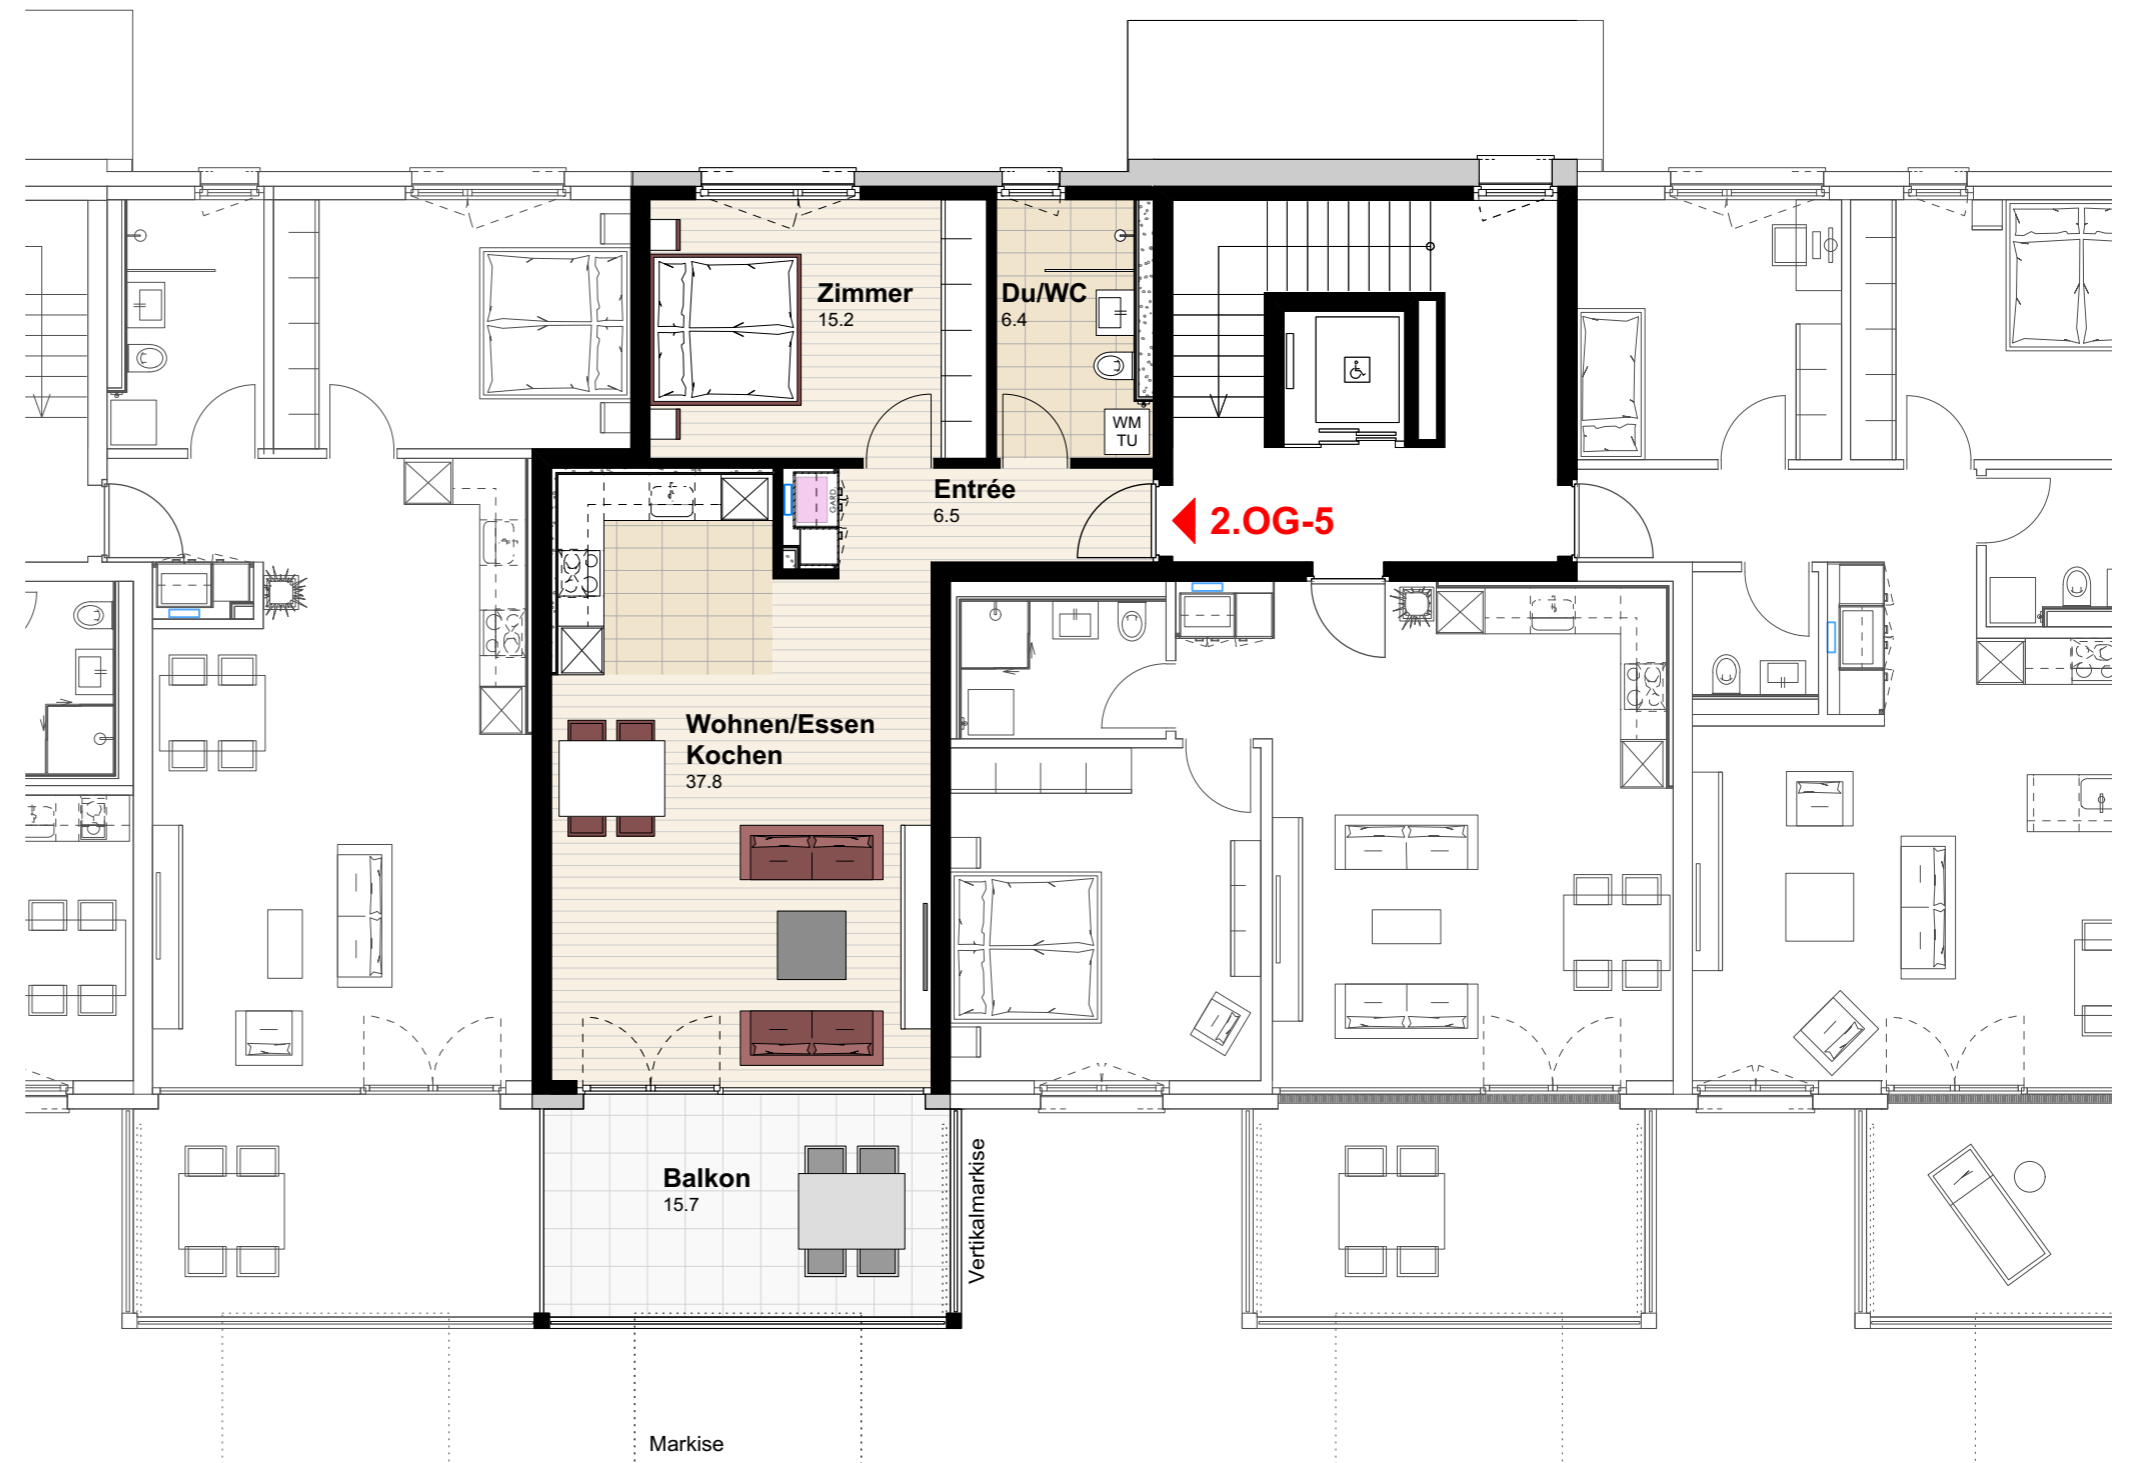 Zimmer
15.2
Du/WC
6.4
WM
TU
GARD.
Entrée
6.5
2.OG-5
Wohnen/Essen
Kochen
37.8
Balkon
15.7
Vertikalmarkise
Markise